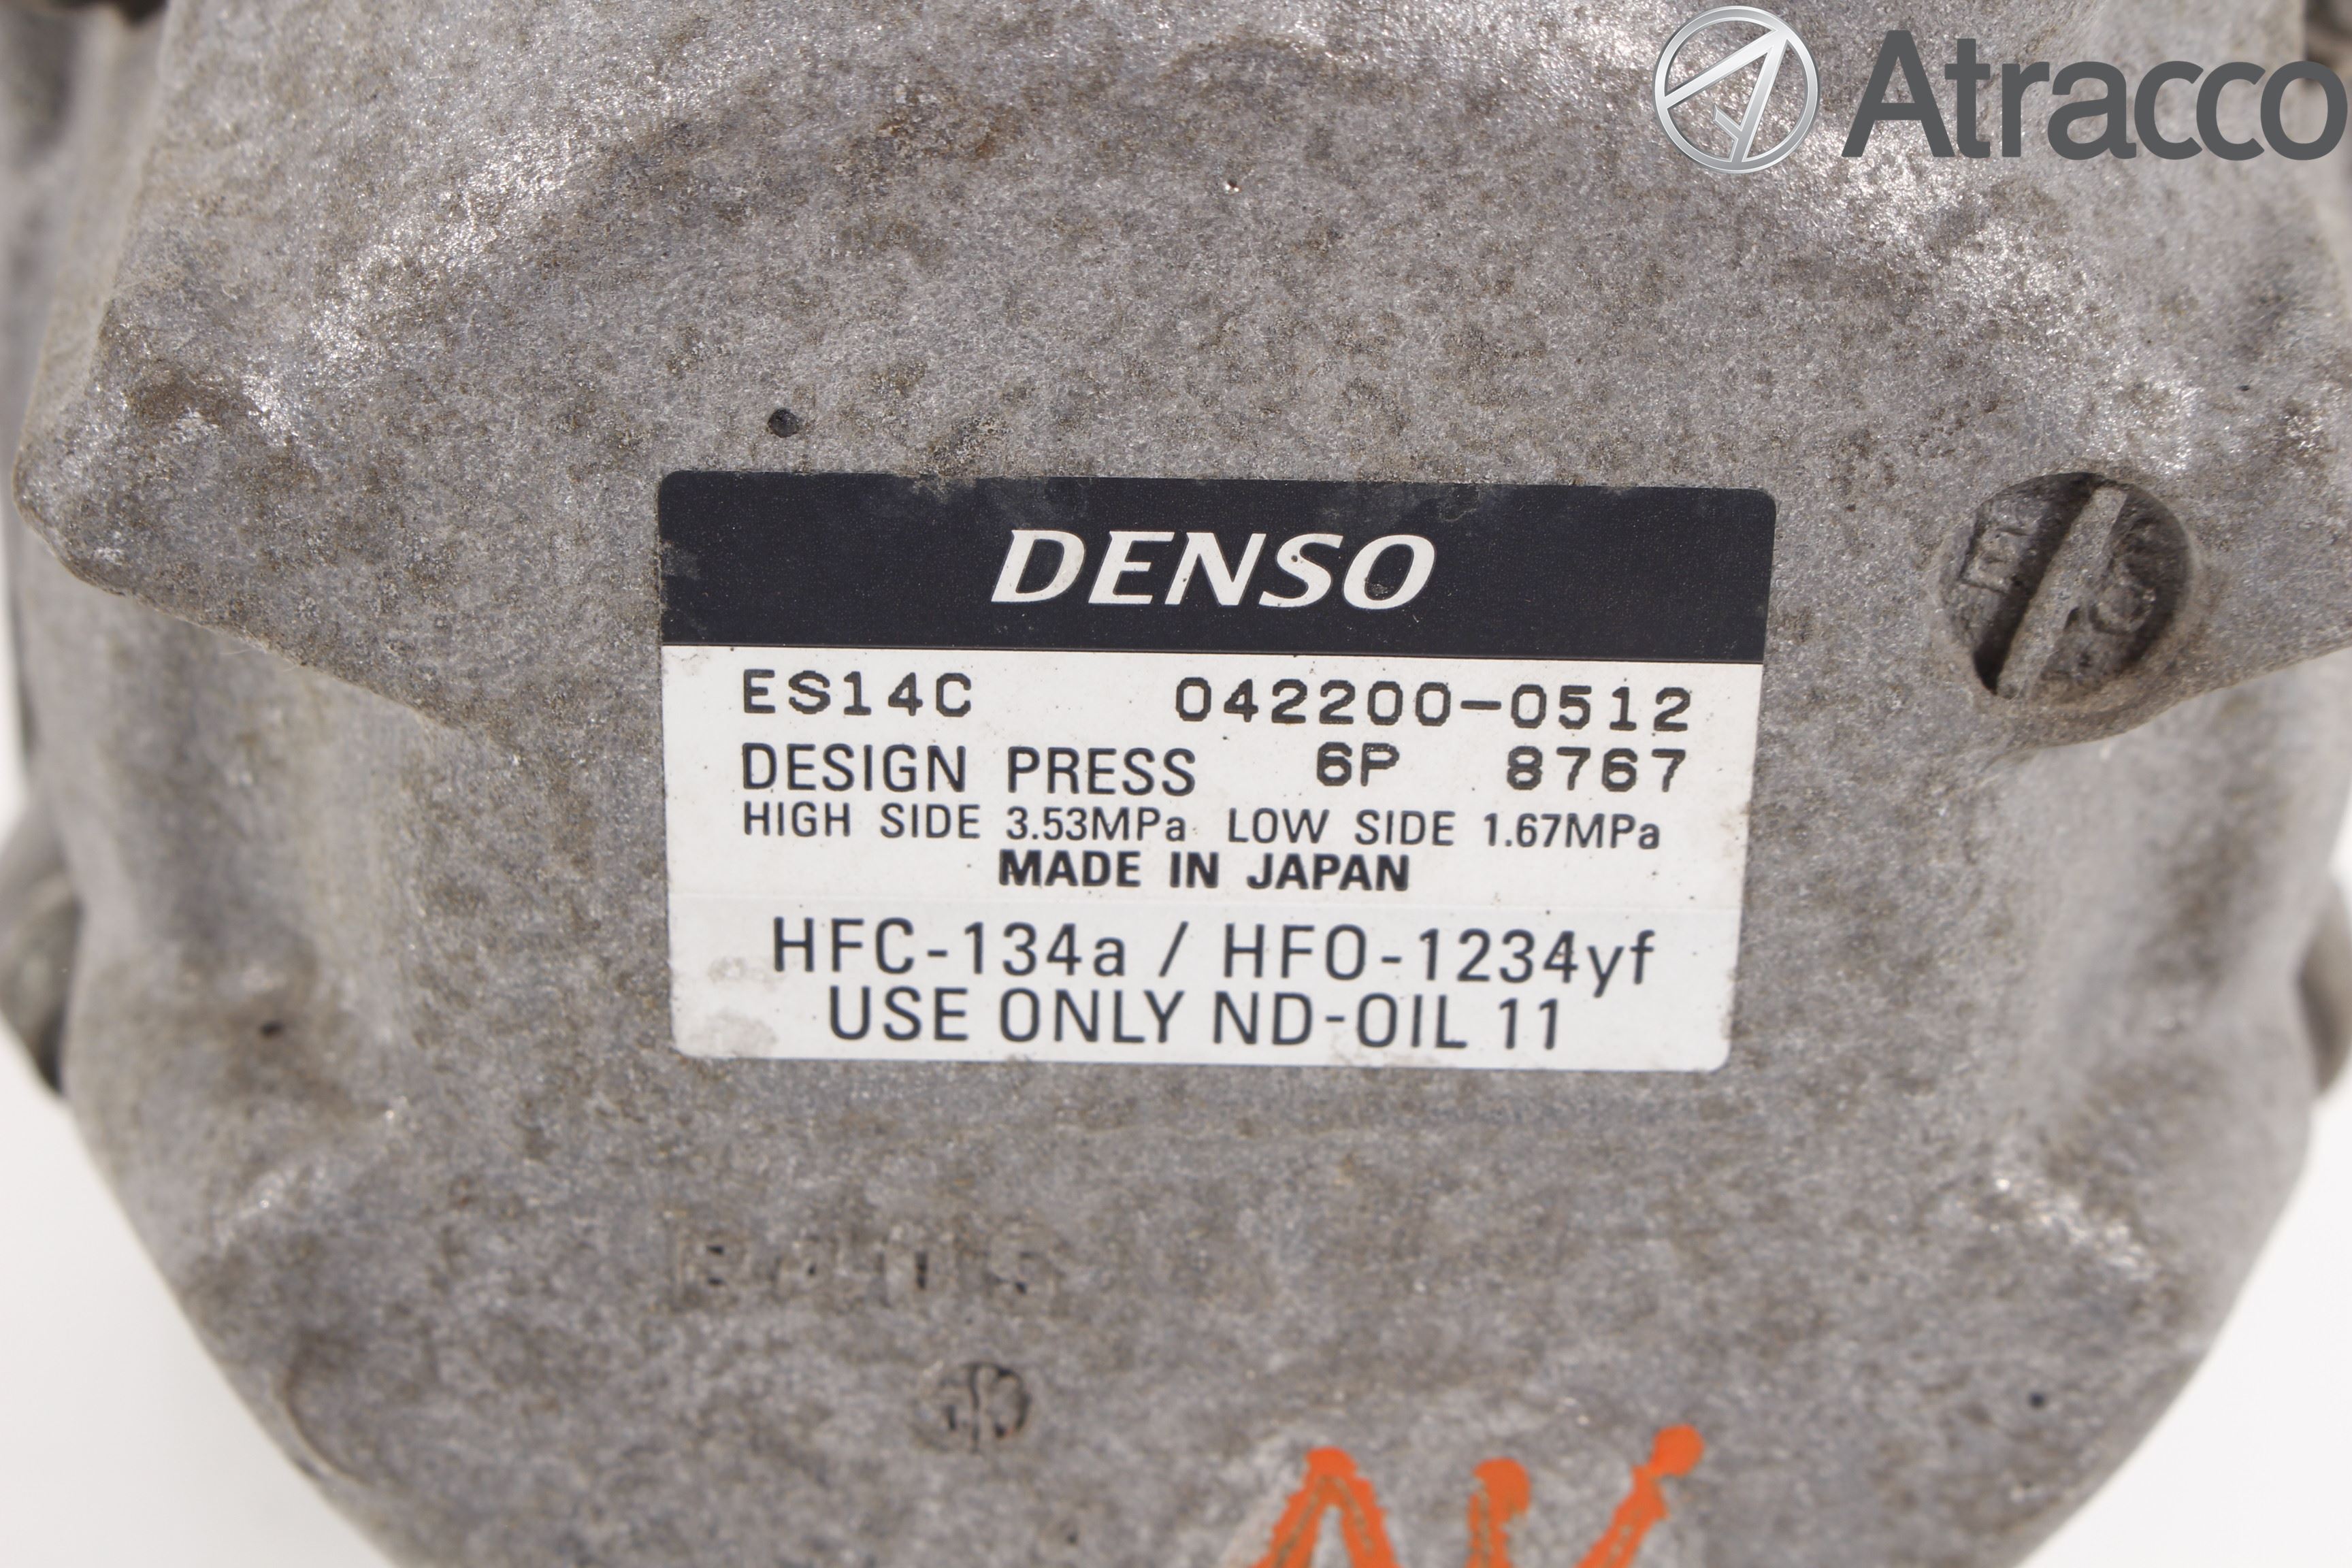 Atracco
DENSO
ES14C 042200-0512
DESIGN PRESS 6P 8767
HIGH SIDE 3.53MPa LOW SIDE 1.67MPa
MADE IN JAPAN
HFC-134a / HFO-1234yf
USE ONLY ND-OIL 11